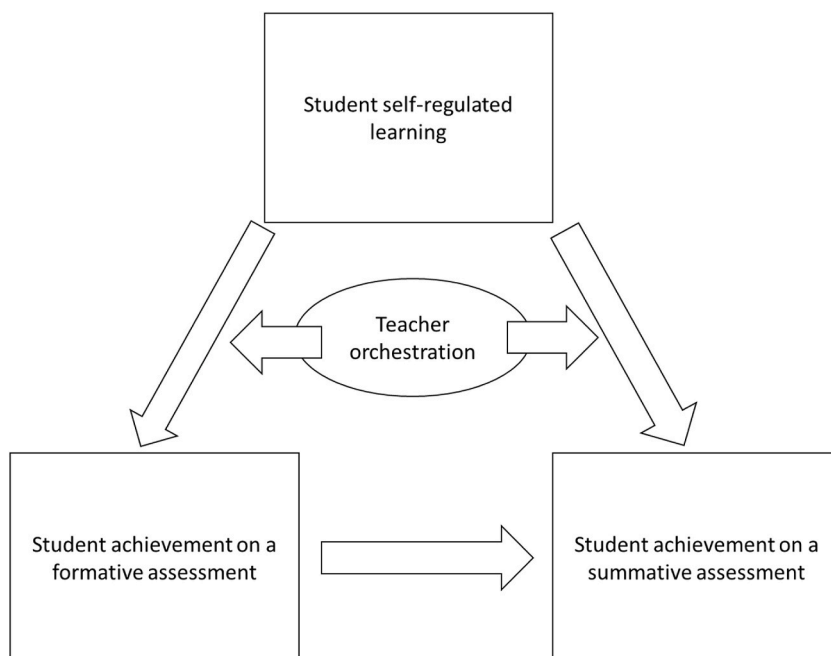 Student self-regulated
learning
Teacher
orchestration
Student achievement on a
formative assessment
Student achievement on a
summative assessment